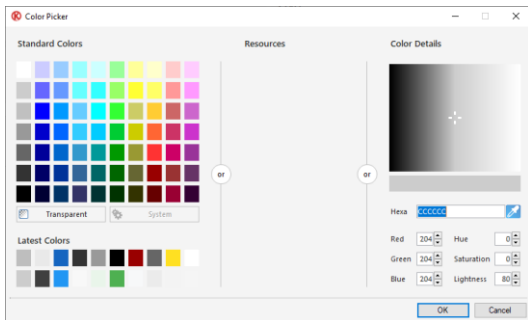 Color Picker
Standard Colors
Resources
Color Details
or
or
Transparent
System
Hexa
CCCCCC
Latest Colors
Red 204 Hue 0
Green 204 Saturation 0
Blue 204 Lightness 80
OK Cancel